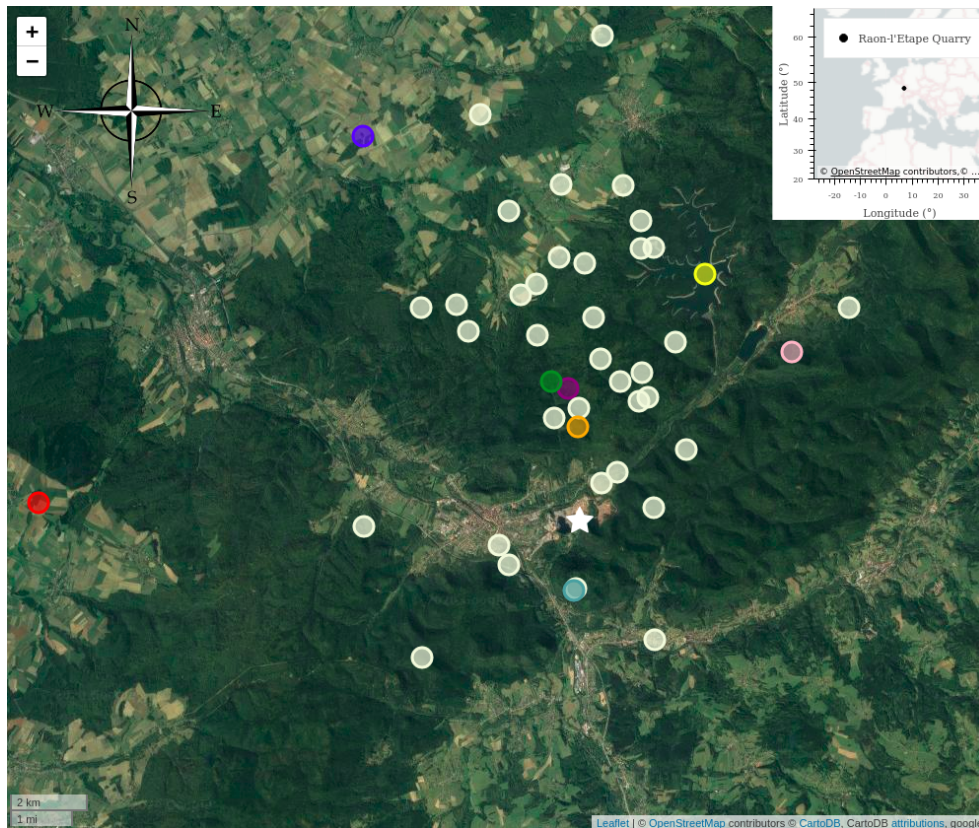 +
−
N
W
E
S
Raon-l'Etape Quarry
Latitude (°)
60
50
40
30
20
© OpenStreetMap contributors,© ...
-20 -10 0 10 20 30
Longitude (°)
2 km
1 mi
Leaflet | © OpenStreetMap contributors © CartoDB, CartoDB attributions, google